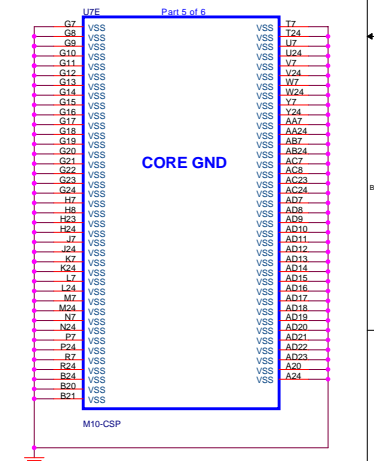 U7E Part 5 of 6
G7 VSS VSS T7
G8 VSS VSS T24
G9 VSS VSS U7
G10 VSS VSS U24
G11 VSS VSS V7
G12 VSS VSS V24
G13 VSS VSS W7
G14 VSS VSS W24
G15 VSS VSS Y7
G16 VSS VSS Y24
G17 VSS VSS AA7
G18 VSS VSS AA24
G19 VSS VSS AB7
G20 VSS VSS AB24
G21 VSS CORE GND VSS AC7
G22 VSS VSS AC8
G23 VSS VSS AC23
G24 VSS VSS AC24
H7 VSS VSS AD7
H8 VSS VSS AD8
H23 VSS VSS AD9
H24 VSS VSS AD10
J7 VSS VSS AD11
J24 VSS VSS AD12
K7 VSS VSS AD13
K24 VSS VSS AD14
L7 VSS VSS AD15
L24 VSS VSS AD16
M7 VSS VSS AD17
M24 VSS VSS AD18
N7 VSS VSS AD19
N24 VSS VSS AD20
P7 VSS VSS AD21
P24 VSS VSS AD22
R7 VSS VSS AD23
R24 VSS VSS A20
B24 VSS VSS A24
B20 VSS
B21 VSS
M10-CSP
B